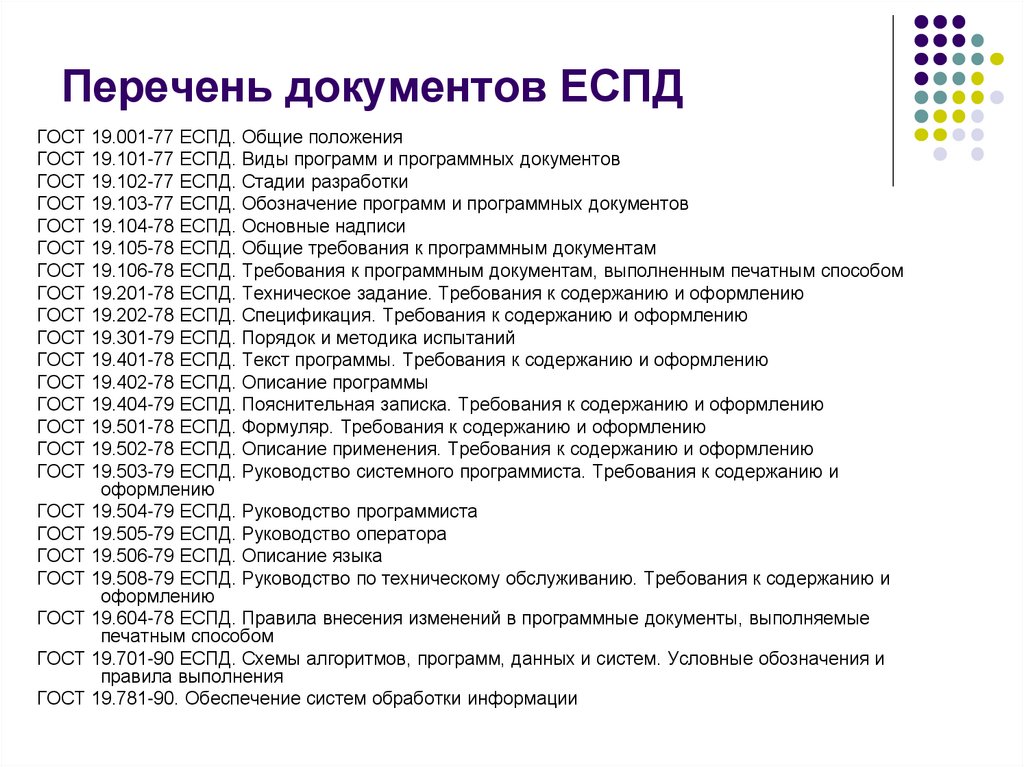 Перечень документов ЕСПД
ГОСТ 19.001-77 ЕСПД. Общие положения
ГОСТ 19.101-77 ЕСПД. Виды программ и программных документов
ГОСТ 19.102-77 ЕСПД. Стадии разработки
ГОСТ 19.103-77 ЕСПД. Обозначение программ и программных документов
ГОСТ 19.104-78 ЕСПД. Основные надписи
ГОСТ 19.105-78 ЕСПД. Общие требования к программным документам
ГОСТ 19.106-78 ЕСПД. Требования к программным документам, выполненным печатным способом
ГОСТ 19.201-78 ЕСПД. Техническое задание. Требования к содержанию и оформлению
ГОСТ 19.202-78 ЕСПД. Спецификация. Требования к содержанию и оформлению
ГОСТ 19.301-79 ЕСПД. Порядок и методика испытаний
ГОСТ 19.401-78 ЕСПД. Текст программы. Требования к содержанию и оформлению
ГОСТ 19.402-78 ЕСПД. Описание программы
ГОСТ 19.404-79 ЕСПД. Пояснительная записка. Требования к содержанию и оформлению
ГОСТ 19.501-78 ЕСПД. Формуляр. Требования к содержанию и оформлению
ГОСТ 19.502-78 ЕСПД. Описание применения. Требования к содержанию и оформлению
ГОСТ 19.503-79 ЕСПД. Руководство системного программиста. Требования к содержанию и
оформлению
ГОСТ 19.504-79 ЕСПД. Руководство программиста
ГОСТ 19.505-79 ЕСПД. Руководство оператора
ГОСТ 19.506-79 ЕСПД. Описание языка
ГОСТ 19.508-79 ЕСПД. Руководство по техническому обслуживанию. Требования к содержанию и
оформлению
ГОСТ 19.604-78 ЕСПД. Правила внесения изменений в программные документы, выполняемые
печатным способом
ГОСТ 19.701-90 ЕСПД. Схемы алгоритмов, программ, данных и систем. Условные обозначения и
правила выполнения
ГОСТ 19.781-90. Обеспечение систем обработки информации